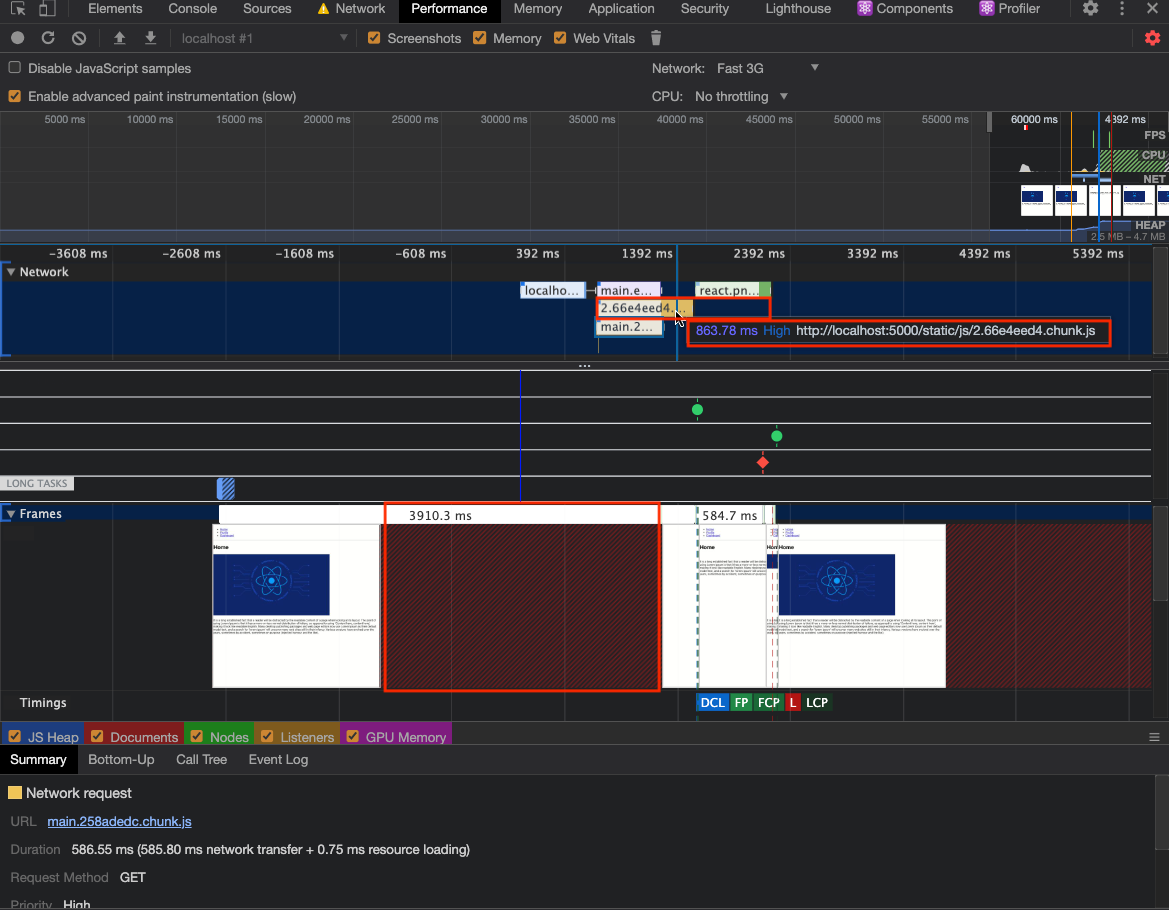 Elements Console Sources Network Performance Memory Application Security Lighthouse Components Profiler
localhost #1 Screenshots Memory Web Vitals
Disable JavaScript samples Network: Fast 3G
Enable advanced paint instrumentation (slow) CPU: No throttling
5000 ms 10000 ms 15000 ms 20000 ms 25000 ms 30000 ms 35000 ms 40000 ms 45000 ms 50000 ms 55000 ms 60000 ms 4392 ms
FPS
CPU
NET
HEAP
2.5 MB – 4.7 MB
−3608 ms −2608 ms −1608 ms −608 ms 392 ms 1392 ms 2392 ms 3392 ms 4392 ms 5392 ms
Network
localho... main.e... react.pn...
2.66e4eed4....
main.2... 863.78 ms High http://localhost:5000/static/js/2.66e4eed4.chunk.js
...
LONG TASKS
Frames 3910.3 ms 584.7 ms
Home Home Hon Home
Timings DCL FP FCP L LCP
JS Heap Documents Nodes Listeners GPU Memory
Summary Bottom-Up Call Tree Event Log
Network request
URL main.258adedc.chunk.js
Duration 586.55 ms (585.80 ms network transfer + 0.75 ms resource loading)
Request Method GET
Priority High